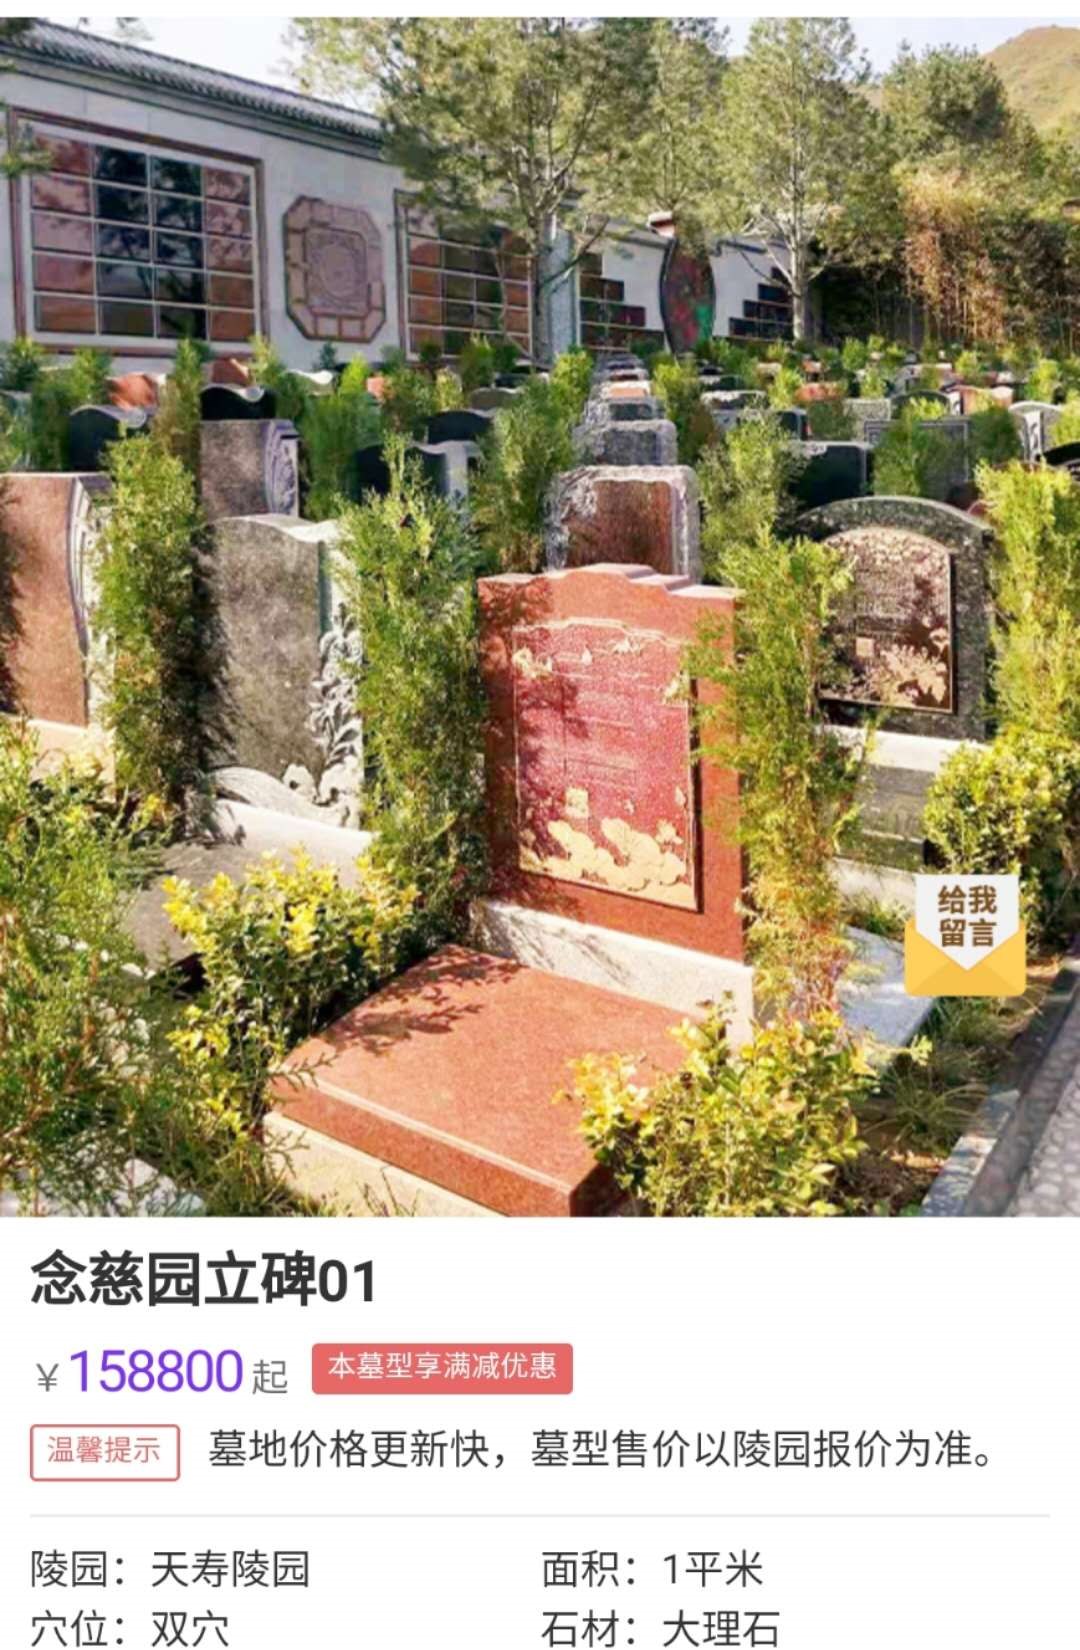 给我
留言
念慈园立碑01
¥158800起 本墓型享满减优惠
温馨提示 墓地价格更新快，墓型售价以陵园报价为准。
陵园：天寿陵园 面积：1平米
穴位：双穴 石材：大理石